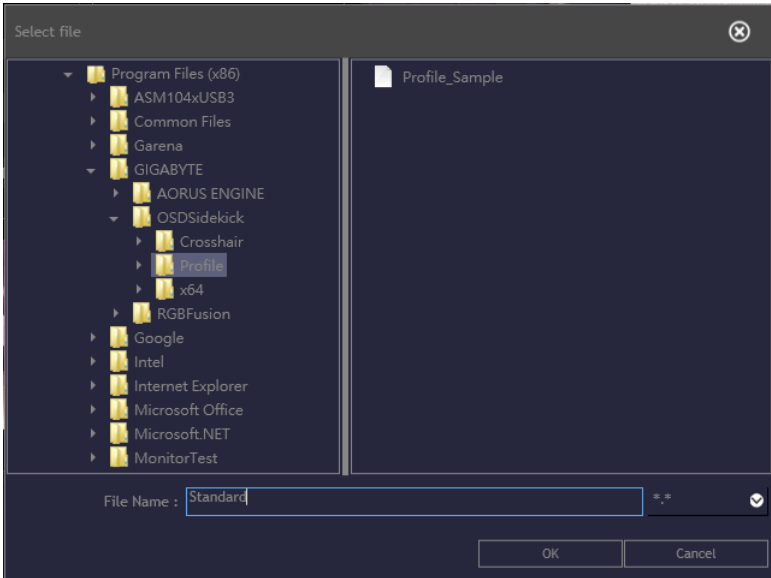 Select file
Program Files (x86)
ASM104xUSB3
Common Files
Garena
GIGABYTE
AORUS ENGINE
OSDSidekick
Crosshair
Profile
x64
RGBFusion
Google
Intel
Internet Explorer
Microsoft Office
Microsoft.NET
MonitorTest
Profile_Sample
File Name : Standard *.*
OK Cancel